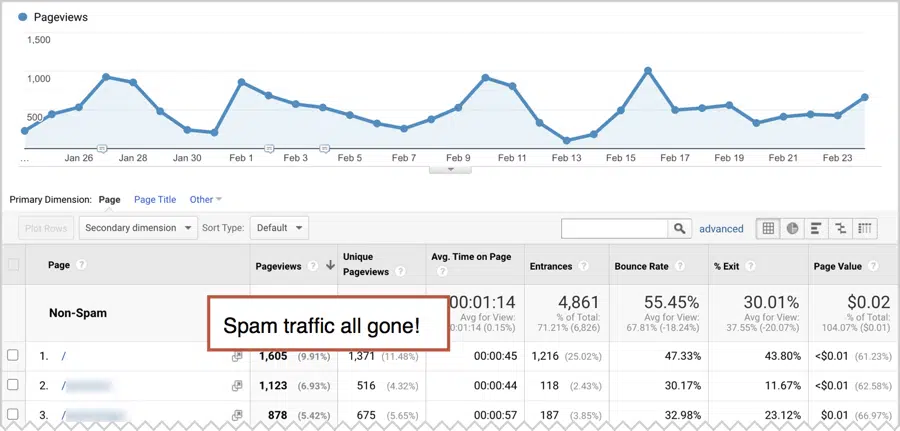 Pageviews
1,500
1,000
500
... Jan 26 Jan 28 Jan 30 Feb 1 Feb 3 Feb 5 Feb 7 Feb 9 Feb 11 Feb 13 Feb 15 Feb 17 Feb 19 Feb 21 Feb 23
Primary Dimension: Page Page Title Other
Plot Rows Secondary dimension Sort Type: Default advanced
Page ? Pageviews ? Unique Pageviews ? Avg. Time on Page ? Entrances ? Bounce Rate ? % Exit ? Page Value ?
Non-Spam 00:01:14 4,861 55.45% 30.01% $0.02
Avg for View: % of Total: Avg for View: Avg for View: % of Total:
(0.15%) 71.21% (6,826) 67.81% (-18.24%) 37.55% (-20.07%) 104.07% ($0.01)
Spam traffic all gone!
1. / 1,605 (9.91%) 1,371 (11.48%) 00:00:45 1,216 (25.02%) 47.33% 43.80% <$0.01 (61.23%)
2. / 1,123 (6.93%) 516 (4.32%) 00:00:44 118 (2.43%) 30.17% 11.67% <$0.01 (62.58%)
3. / 878 (5.42%) 675 (5.65%) 00:00:57 187 (3.85%) 32.98% 23.12% $0.01 (66.97%)